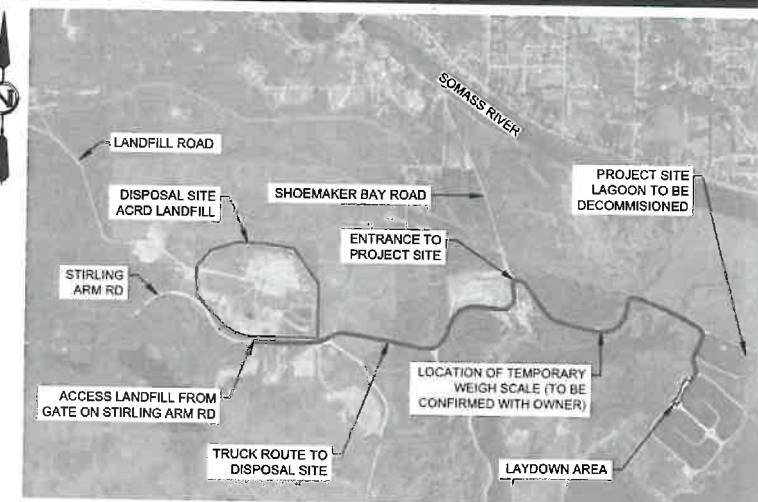 N
SOMASS RIVER
LANDFILL ROAD
DISPOSAL SITE
ACRD LANDFILL
SHOEMAKER BAY ROAD
PROJECT SITE
LAGOON TO BE
DECOMMISIONED
ENTRANCE TO
PROJECT SITE
STIRLING
ARM RD
ACCESS LANDFILL FROM
GATE ON STIRLING ARM RD
LOCATION OF TEMPORARY
WEIGH SCALE (TO BE
CONFIRMED WITH OWNER)
TRUCK ROUTE TO
DISPOSAL SITE
LAYDOWN AREA